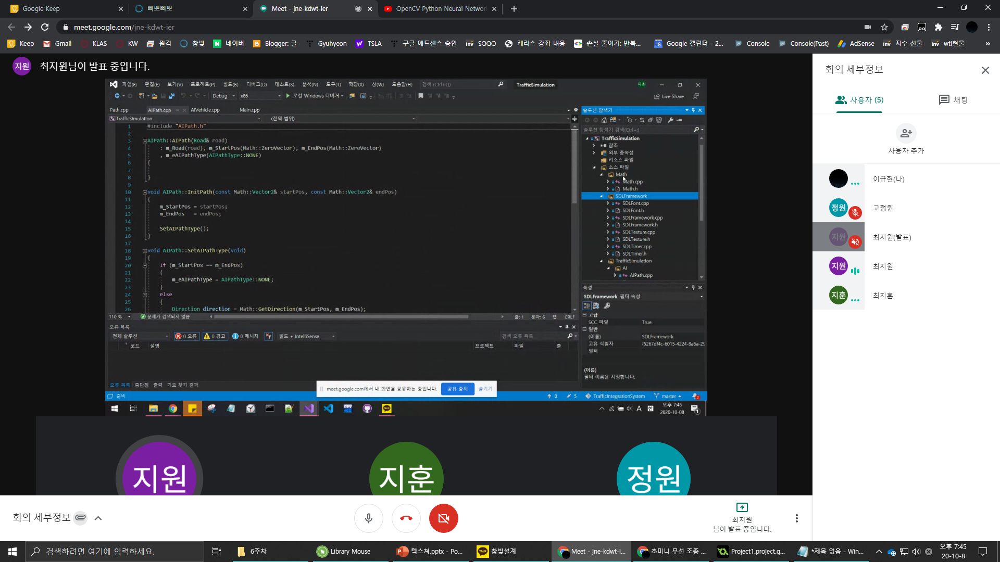 Google Keep
삐뽀삐뽀
Meet - jne-kdwt-ier
OpenCV Python Neural Networ
meet.google.com/jne-kdwt-ier
Keep
Gmail
KLAS
KW
원격
참빛
네이버
Blogger: 글
Gyuhyeon
TSLA
구글 애드센스 승인
SQQQ
케라스 강좌 내용
손실 줄이기: 반복...
Google 캘린더 - 2...
Console
Console(Past)
AdSense
지수 선물
wti현물
지원 최지원님이 발표 중입니다.
파일(F) 편집(E) 보기(V) 프로젝트(P) 빌드(B) 디버그(D) 테스트(S) 분석(N) 도구(T) 확장(X) 창(W) 도움말(H) 검색 (Ctrl+Q) TrafficSimulation 지최
Debug x86 로컬 Windows 디버거 Live Share
Path.cpp AIPath.cpp AIVehicle.cpp Main.cpp
TrafficSimulation (전역 범위)
1 #include "AIPath.h"
2
3 AIPath::AIPath(Road& road)
4 : m_Road(road), m_StartPos(Math::ZeroVector), m_EndPos(Math::ZeroVector)
5 , m_eAIPathType(AIPathType::NONE)
6 {
7
8 }
9
10 void AIPath::InitPath(const Math::Vector2& startPos, const Math::Vector2& endPos)
11 {
12 m_StartPos = startPos;
13 m_EndPos = endPos;
14
15 SetAIPathType();
16 }
17
18 void AIPath::SetAIPathType(void)
19 {
20 if (m_StartPos == m_EndPos)
21 {
22 m_eAIPathType = AIPathType::NONE;
23 }
24 else
25 {
26 Direction direction = Math::GetDirection(m_StartPos, m_EndPos);
110 % 문제가 검색되지 않음 줄: 1 문자: 6 탭 CRLF
오류 목록
전체 솔루션 0 오류 0 경고 0 메시지 빌드 + IntelliSense 검색 오류 목록
코드 설명 프로젝트 파일 줄
오류 목록 중단점 출력 기호 찾기 결과
솔루션 탐색기
솔루션 탐색기 검색(Ctrl+;)
TrafficSimulation
참조
외부 종속성
리소스 파일
소스 파일
Math
Math.cpp
Math.h
SDLFramework
SDLFont.cpp
SDLFont.h
SDLFramework.cpp
SDLFramework.h
SDLTexture.cpp
SDLTexture.h
SDLTimer.cpp
SDLTimer.h
TrafficSimulation
AI
AIPath.cpp
속성
SDLFramework 필터 속성
고급
SCC 파일 True
일반
(이름) SDLFramework
고유 식별자 {5267df4c-6015-4224-8a6a-29
필터
(이름)
필터 이름을 지정합니다.
meet.google.com에서 내 화면을 공유하는 중입니다. 공유 중지 숨기기
준비 0 5 TrafficIntegrationSystem master 2
A 오후 7:45
2020-10-08
지원
지훈
정원
회의 세부정보
최지원
님이 발표 중입니다.
회의 세부정보
사용자 (5)
채팅
사용자 추가
이규현(나)
정원 고정원
지원 최지원(발표)
지원 최지원
지훈 최지훈
검색하려면 여기에 입력하세요.
6주차
Library Mouse
텍스쳐.pptx - Po...
참빛설계
Meet - jne-kdwt-i...
초미니 무선 조종 ...
Project1.project.g...
*제목 없음 - Win...
오후 7:45
20-10-8